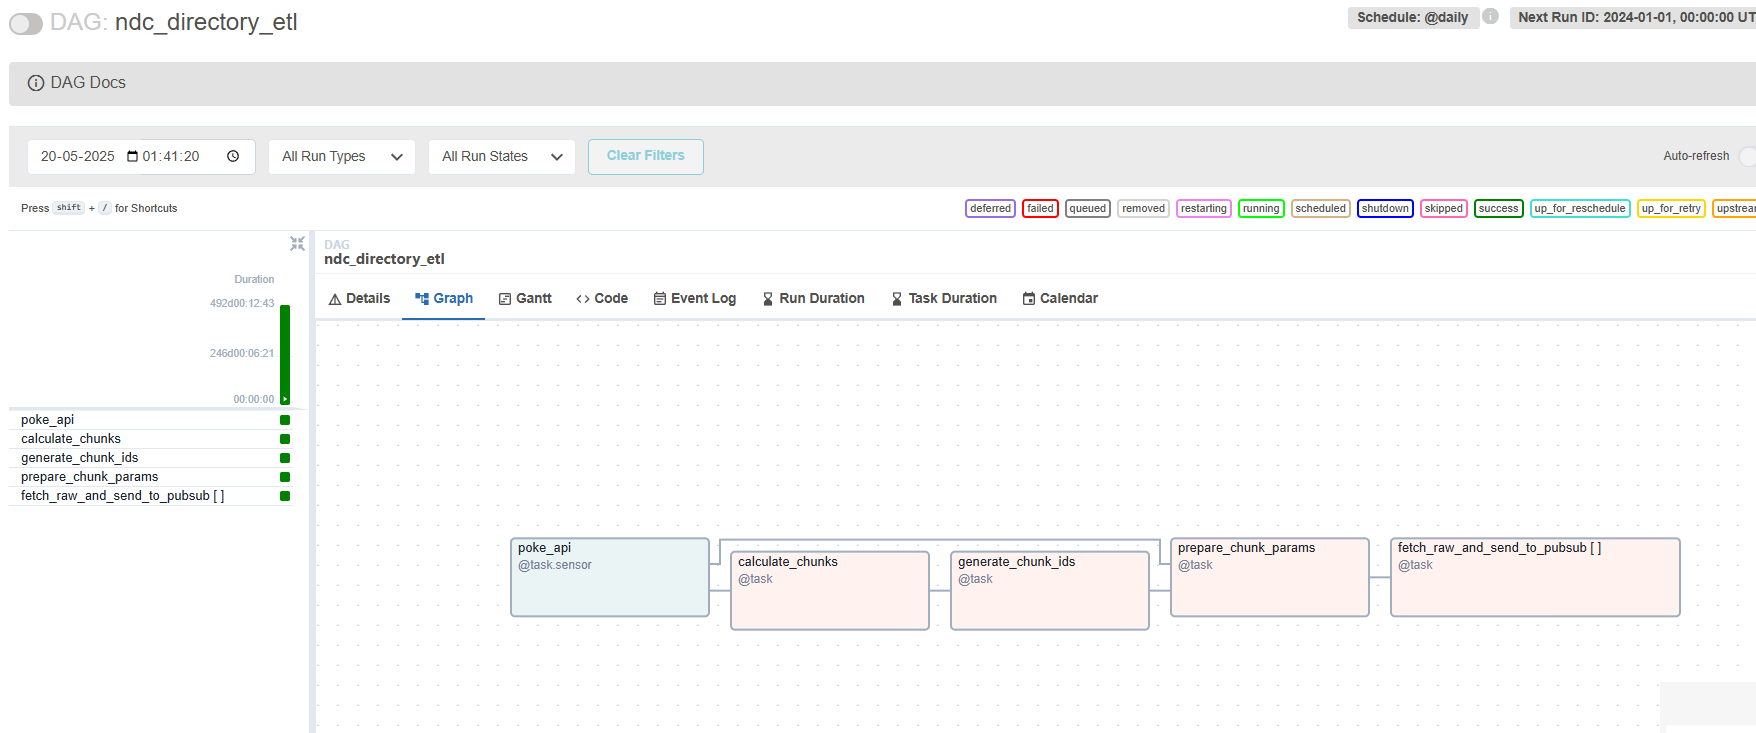 DAG: ndc_directory_etl
Schedule: @daily
Next Run ID: 2024-01-01, 00:00:00 UT
DAG Docs
20-05-2025 01:41:20
All Run Types
All Run States
Clear Filters
Auto-refresh
Press shift + / for Shortcuts
deferred failed queued removed restarting running scheduled shutdown skipped success up_for_reschedule up_for_retry upstrea
DAG
ndc_directory_etl
Duration
492d00:12:43
246d00:06:21
00:00:00
Details Graph Gantt Code Event Log Run Duration Task Duration Calendar
poke_api
calculate_chunks
generate_chunk_ids
prepare_chunk_params
fetch_raw_and_send_to_pubsub [ ]
poke_api
@task.sensor
calculate_chunks
@task
generate_chunk_ids
@task
prepare_chunk_params
@task
fetch_raw_and_send_to_pubsub [ ]
@task